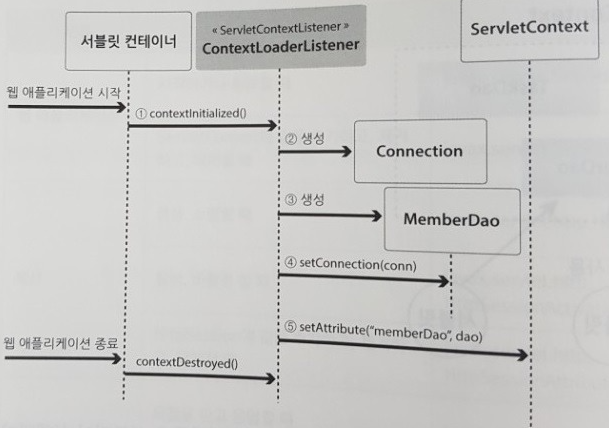 서블릿 컨테이너
« ServletContextListener »
ContextLoaderListener
ServletContext
웹 애플리케이션 시작
① contextInitialized()
② 생성
Connection
③ 생성
MemberDao
④ setConnection(conn)
⑤ setAttribute("memberDao", dao)
웹 애플리케이션 종료
contextDestroyed()